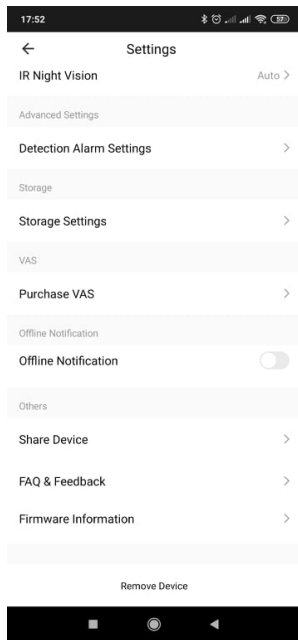 17:52
57
Settings
IR Night Vision Auto
Advanced Settings
Detection Alarm Settings
Storage
Storage Settings
VAS
Purchase VAS
Offline Notification
Offline Notification
Others
Share Device
FAQ & Feedback
Firmware Information
Remove Device